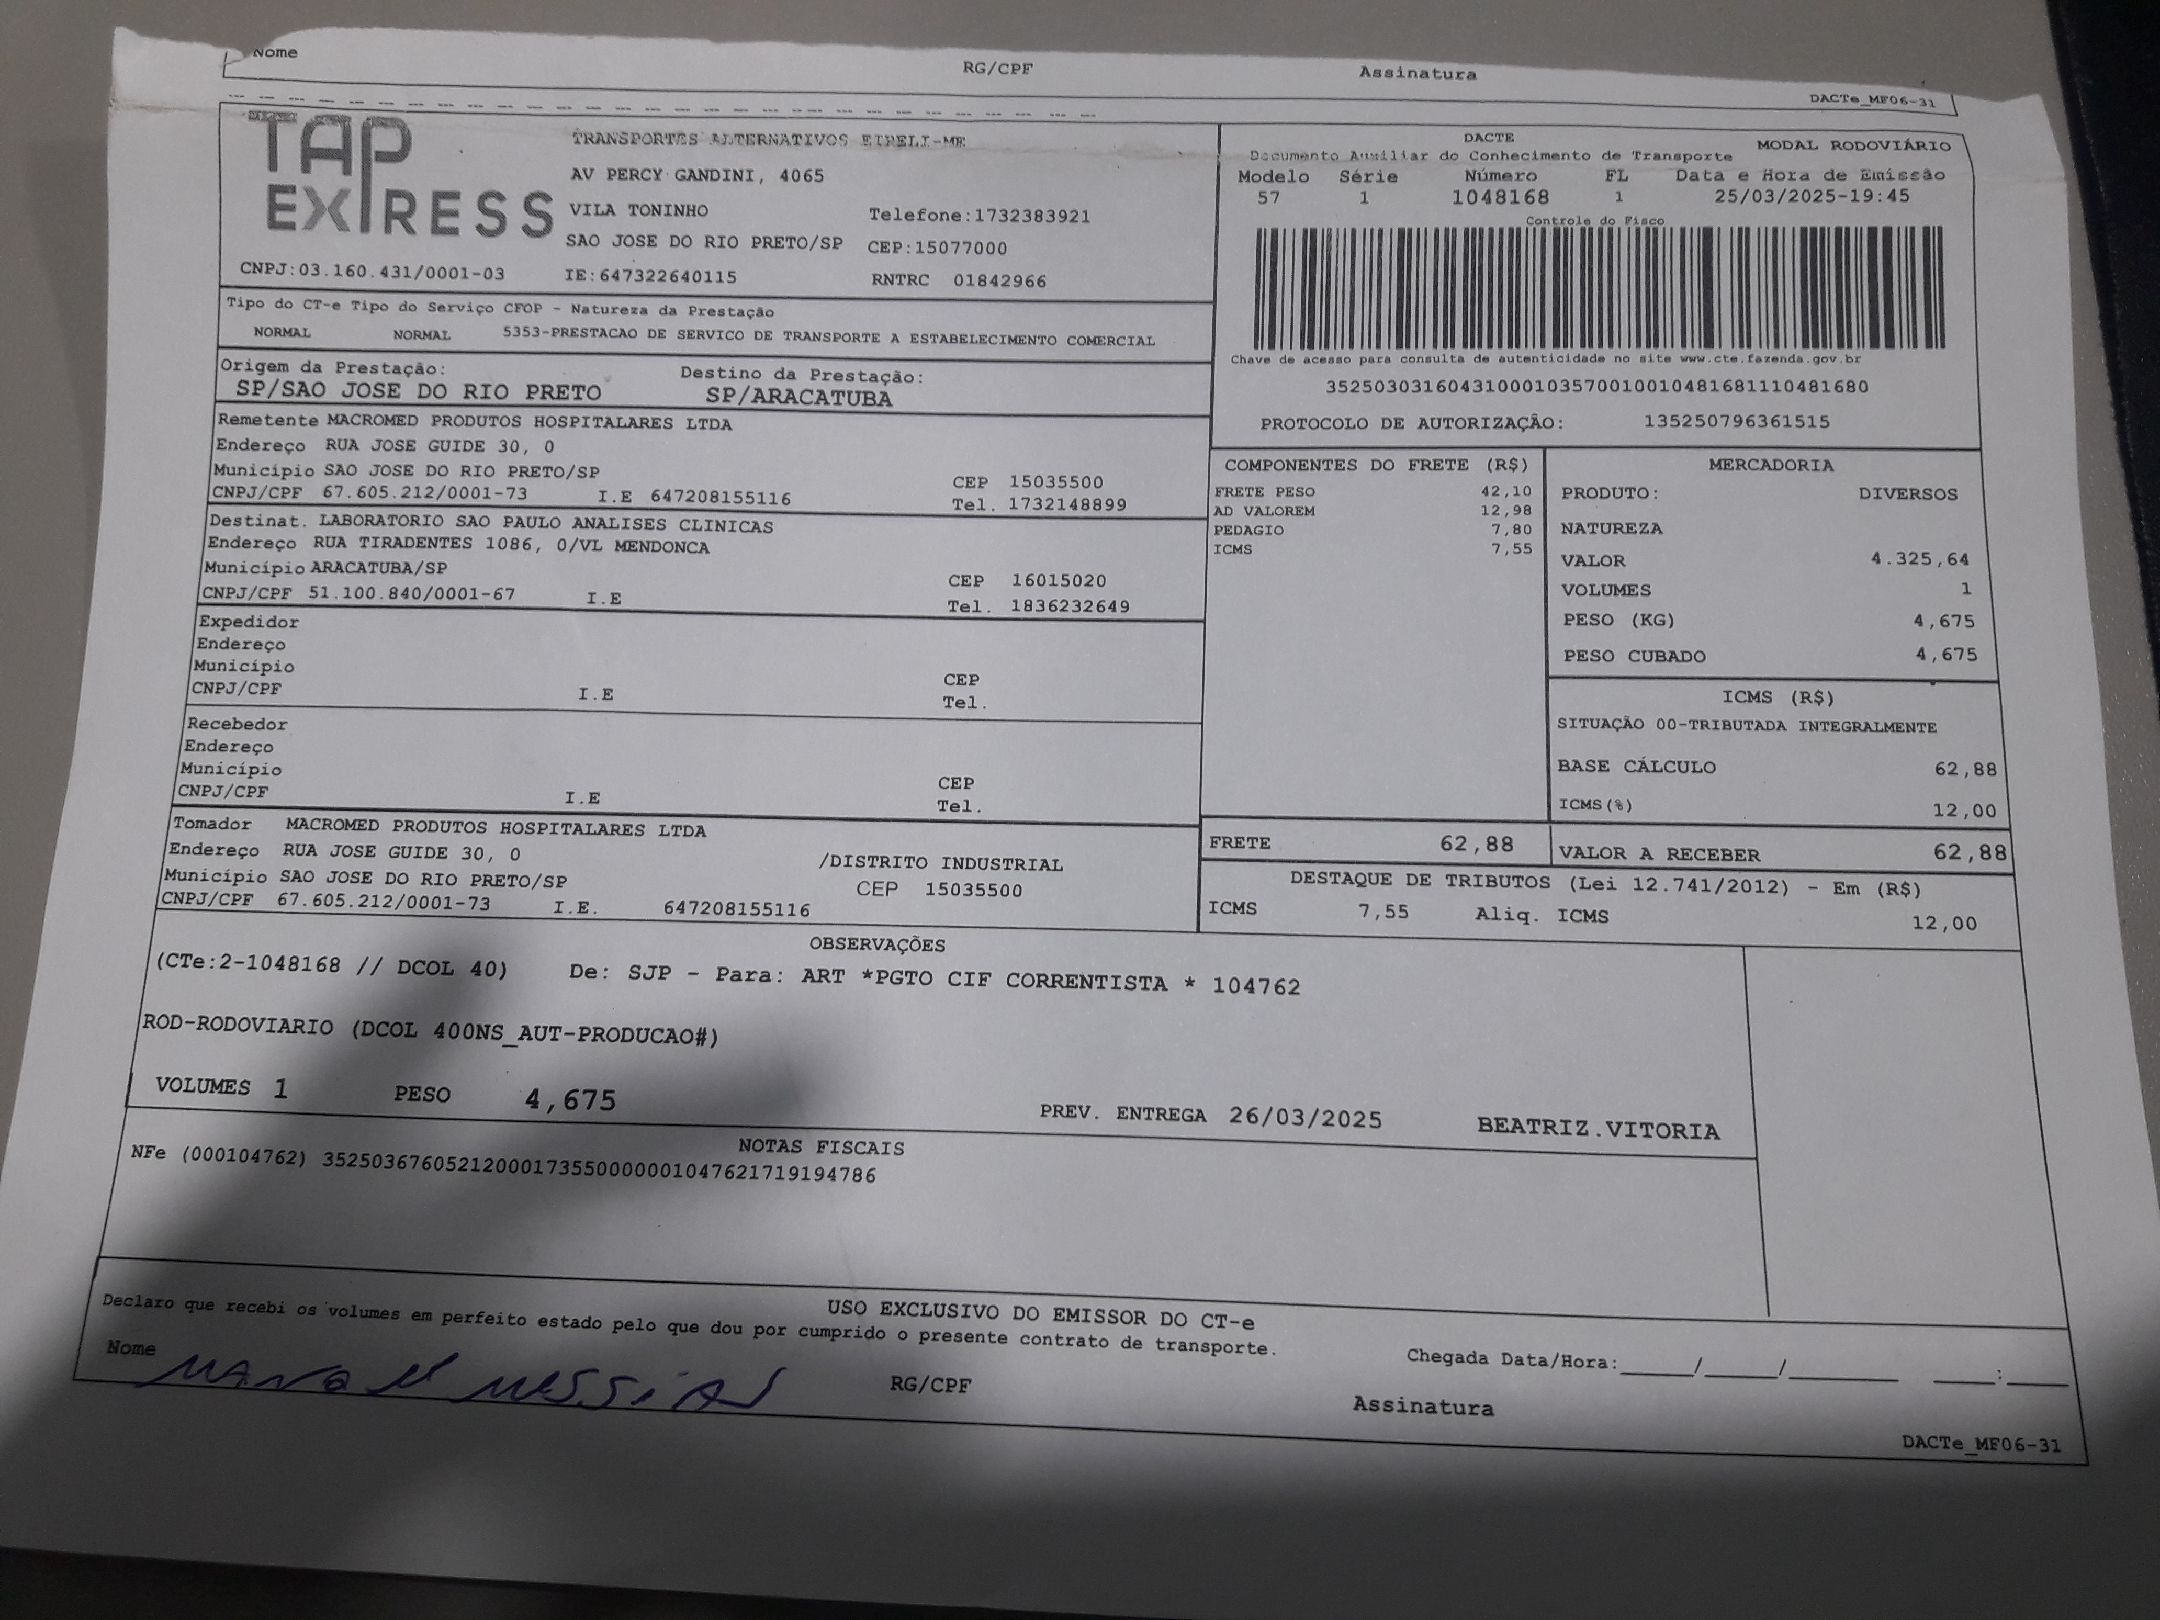 Nome RG/CPF Assinatura
DACTe_MF06-31
TAP EXPRESS
TRANSPORTES ALTERNATIVOS EIRELI-ME
AV PERCY GANDINI, 4065
VILA TONINHO Telefone:1732383921
SAO JOSE DO RIO PRETO/SP CEP:15077000
CNPJ:03.160.431/0001-03 IE:647322640115 RNTRC 01842966
DACTE MODAL RODOVIÁRIO
Documento Auxiliar do Conhecimento de Transporte
Modelo Série Número FL Data e Hora de Emissão
57 1 1048168 1 25/03/2025-19:45
Controle do Fisco
Chave de acesso para consulta de autenticidade no site www.cte.fazenda.gov.br
35250303160431000103570010010481681110481680
PROTOCOLO DE AUTORIZAÇÃO: 135250796361515
Tipo do CT-e Tipo do Serviço CFOP - Natureza da Prestação
NORMAL NORMAL 5353-PRESTACAO DE SERVICO DE TRANSPORTE A ESTABELECIMENTO COMERCIAL
Origem da Prestação: Destino da Prestação:
SP/SAO JOSE DO RIO PRETO SP/ARACATUBA
Remetente MACROMED PRODUTOS HOSPITALARES LTDA
Endereço RUA JOSE GUIDE 30, 0
Município SAO JOSE DO RIO PRETO/SP CEP 15035500
CNPJ/CPF 67.605.212/0001-73 I.E 647208155116 Tel. 1732148899
Destinat. LABORATORIO SAO PAULO ANALISES CLINICAS
Endereço RUA TIRADENTES 1086, 0/VL MENDONCA
Município ARACATUBA/SP CEP 16015020
CNPJ/CPF 51.100.840/0001-67 I.E Tel. 1836232649
Expedidor
Endereço
Município CEP
CNPJ/CPF I.E Tel.
Recebedor
Endereço
Município CEP
CNPJ/CPF I.E Tel.
Tomador MACROMED PRODUTOS HOSPITALARES LTDA
Endereço RUA JOSE GUIDE 30, 0 /DISTRITO INDUSTRIAL
Município SAO JOSE DO RIO PRETO/SP CEP 15035500
CNPJ/CPF 67.605.212/0001-73 I.E. 647208155116
COMPONENTES DO FRETE (R$)
FRETE PESO 42,10
AD VALOREM 12,98
PEDAGIO 7,80
ICMS 7,55
MERCADORIA
PRODUTO: DIVERSOS
NATUREZA
VALOR 4.325,64
VOLUMES 1
PESO (KG) 4,675
PESO CUBADO 4,675
ICMS (R$)
SITUAÇÃO 00-TRIBUTADA INTEGRALMENTE
BASE CÁLCULO 62,88
ICMS(%) 12,00
FRETE 62,88 VALOR A RECEBER 62,88
DESTAQUE DE TRIBUTOS (Lei 12.741/2012) - Em (R$)
ICMS 7,55 Aliq. ICMS 12,00
OBSERVAÇÕES
(CTe:2-1048168 // DCOL 40) De: SJP - Para: ART *PGTO CIF CORRENTISTA * 104762
ROD-RODOVIARIO (DCOL 400NS_AUT-PRODUCAO#)
VOLUMES 1 PESO 4,675 PREV. ENTREGA 26/03/2025 BEATRIZ.VITORIA
NOTAS FISCAIS
NFe (000104762) 35250367605212000173550000001047621719194786
USO EXCLUSIVO DO EMISSOR DO CT-e
Declaro que recebi os volumes em perfeito estado pelo que dou por cumprido o presente contrato de transporte.
Chegada Data/Hora:_____/_____/_______ ____:____
Nome MANOEL MESSIAS RG/CPF Assinatura
DACTe_MF06-31